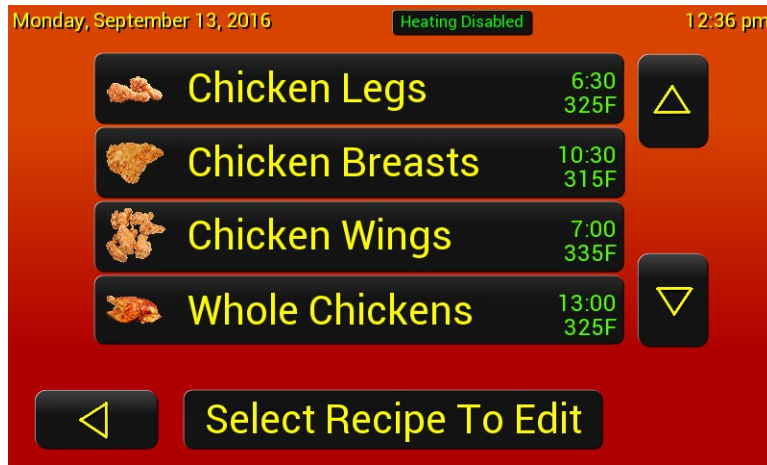 Monday, September 13, 2016 Heating Disabled 12:36 pm
Chicken Legs 6:30
325F
Chicken Breasts 10:30
315F
Chicken Wings 7:00
335F
Whole Chickens 13:00
325F
Select Recipe To Edit